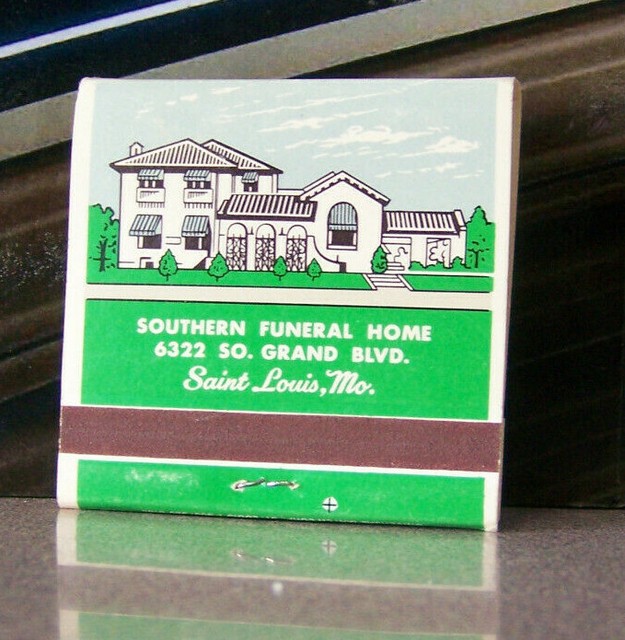 SOUTHERN FUNERAL HOME
6322 SO. GRAND BLVD.
Saint Louis, Mo.